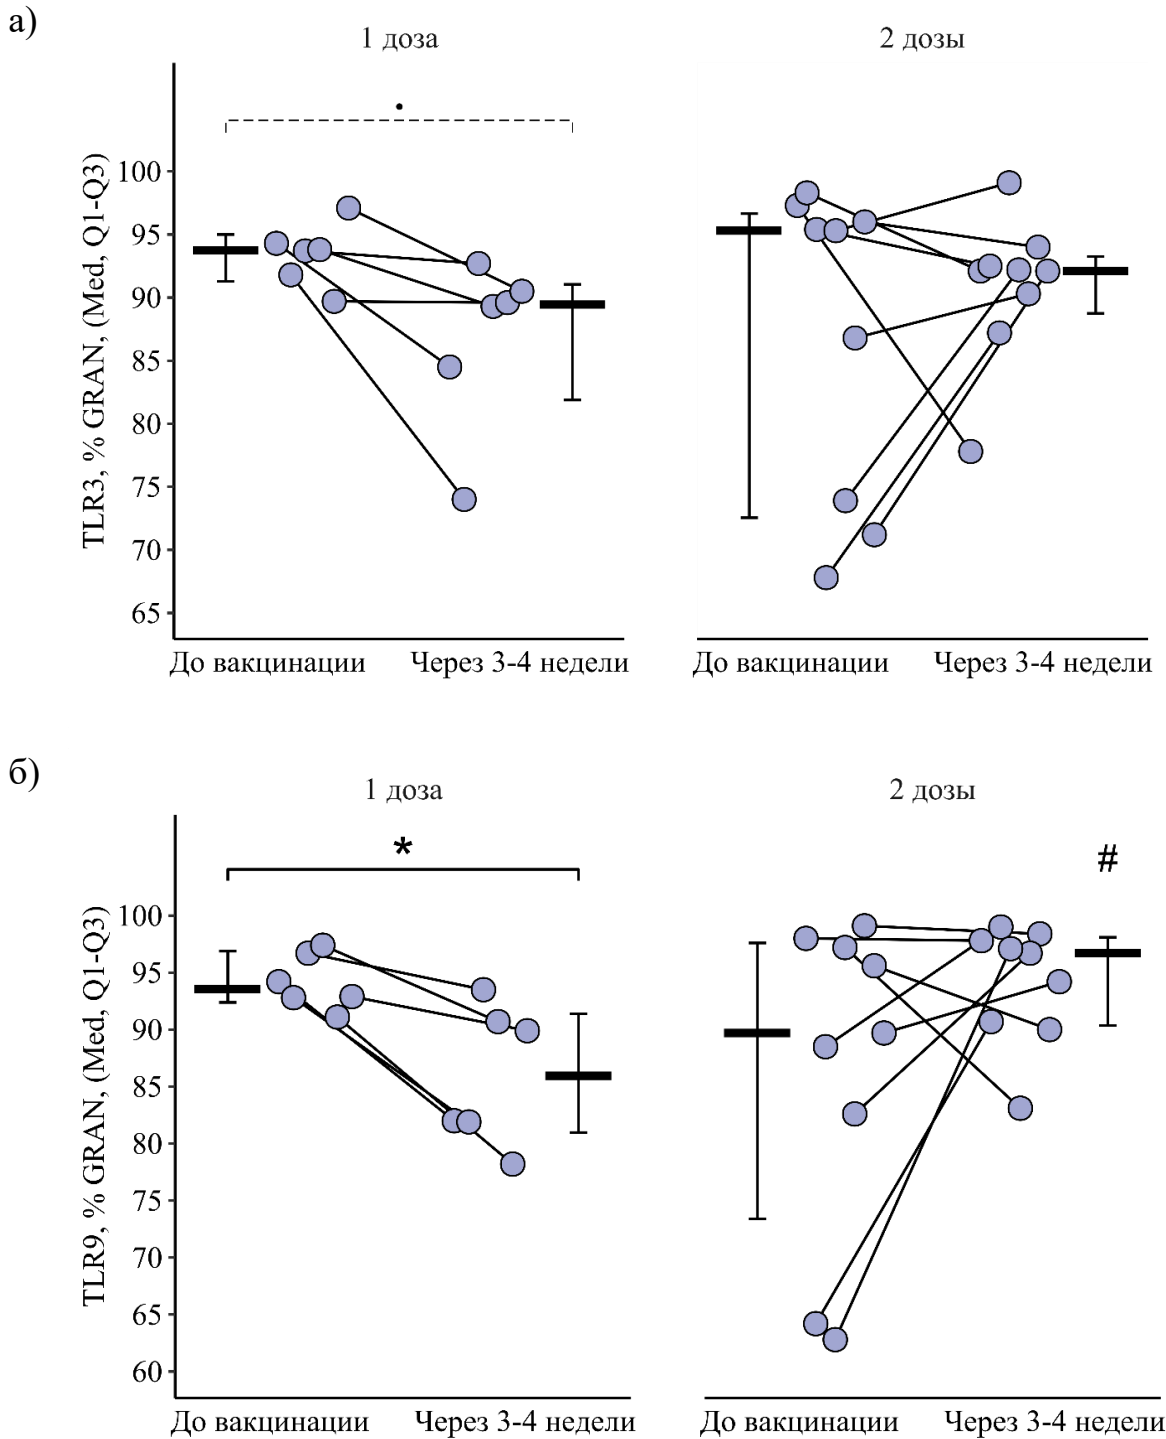 а)
1 доза
2 дозы
•
TLR3, % GRAN, (Med, Q1-Q3)
100
95
90
85
80
75
70
65
До вакцинации
Через 3-4 недели
До вакцинации
Через 3-4 недели
б)
1 доза
2 дозы
*
#
TLR9, % GRAN, (Med, Q1-Q3)
100
95
90
85
80
75
70
65
60
До вакцинации
Через 3-4 недели
До вакцинации
Через 3-4 недели